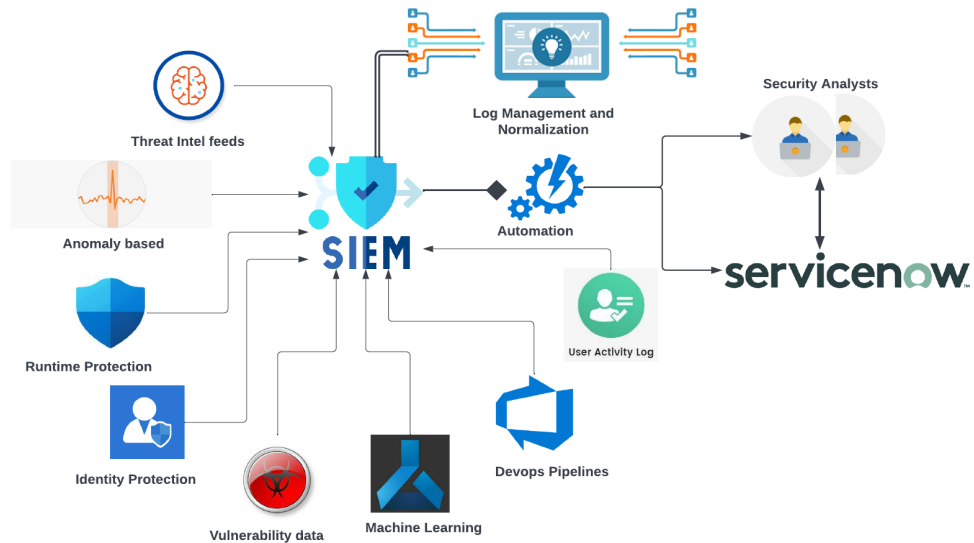 Security Analysts
Log Management and
Normalization
Threat Intel feeds
Automation
Anomaly based
SIEM
servicenow™
User Activity Log
Runtime Protection
Devops Pipelines
Identity Protection
Machine Learning
Vulnerability data